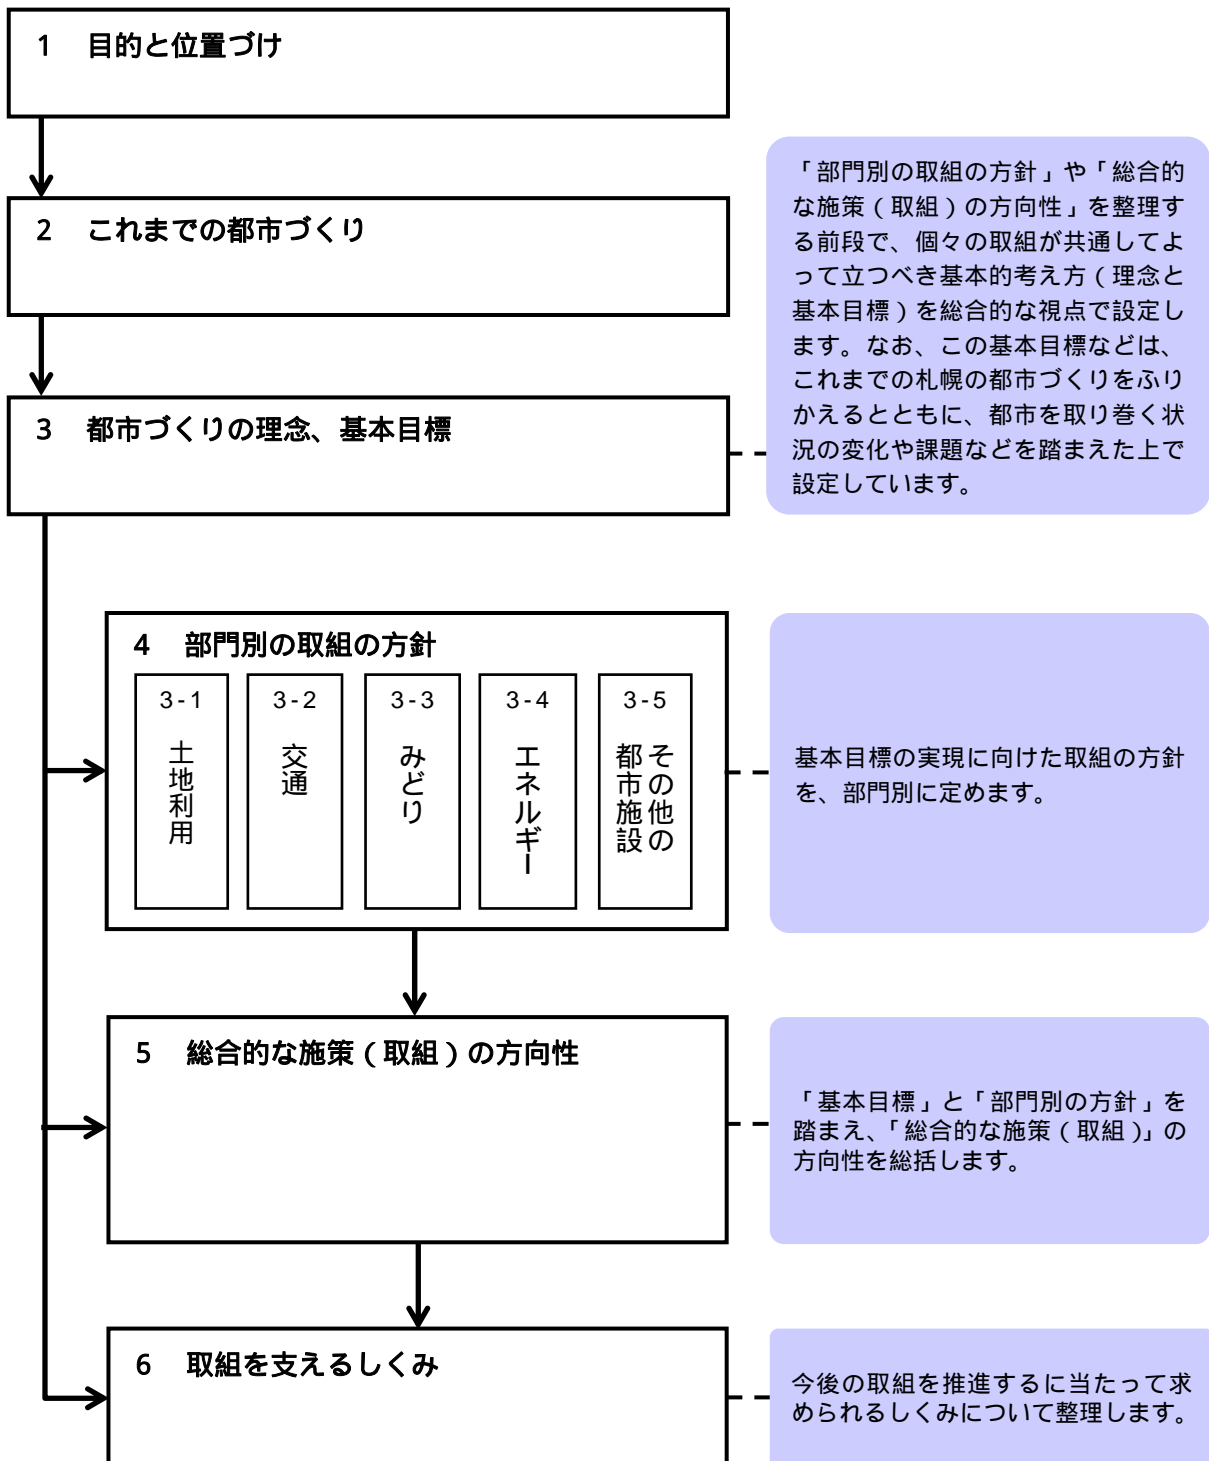 1 目的と位置づけ
2 これまでの都市づくり
3 都市づくりの理念、基本目標
「部門別の取組の方針」や「総合的
な施策（取組）の方向性」を整理す
る前段で、個々の取組が共通してよ
って立つべき基本的考え方（理念と
基本目標）を総合的な視点で設定し
ます。なお、この基本目標などは、
これまでの札幌の都市づくりをふり
かえるとともに、都市を取り巻く状
況の変化や課題などを踏まえた上で
設定しています。
4 部門別の取組の方針
3-1
土地利用
3-2
交通
3-3
みどり
3-4
エネルギー
3-5
その他の
都市施設
基本目標の実現に向けた取組の方針
を、部門別に定めます。
5 総合的な施策（取組）の方向性
「基本目標」と「部門別の方針」を
踏まえ、「総合的な施策（取組）」の
方向性を総括します。
6 取組を支えるしくみ
今後の取組を推進するに当たって求
められるしくみについて整理します。